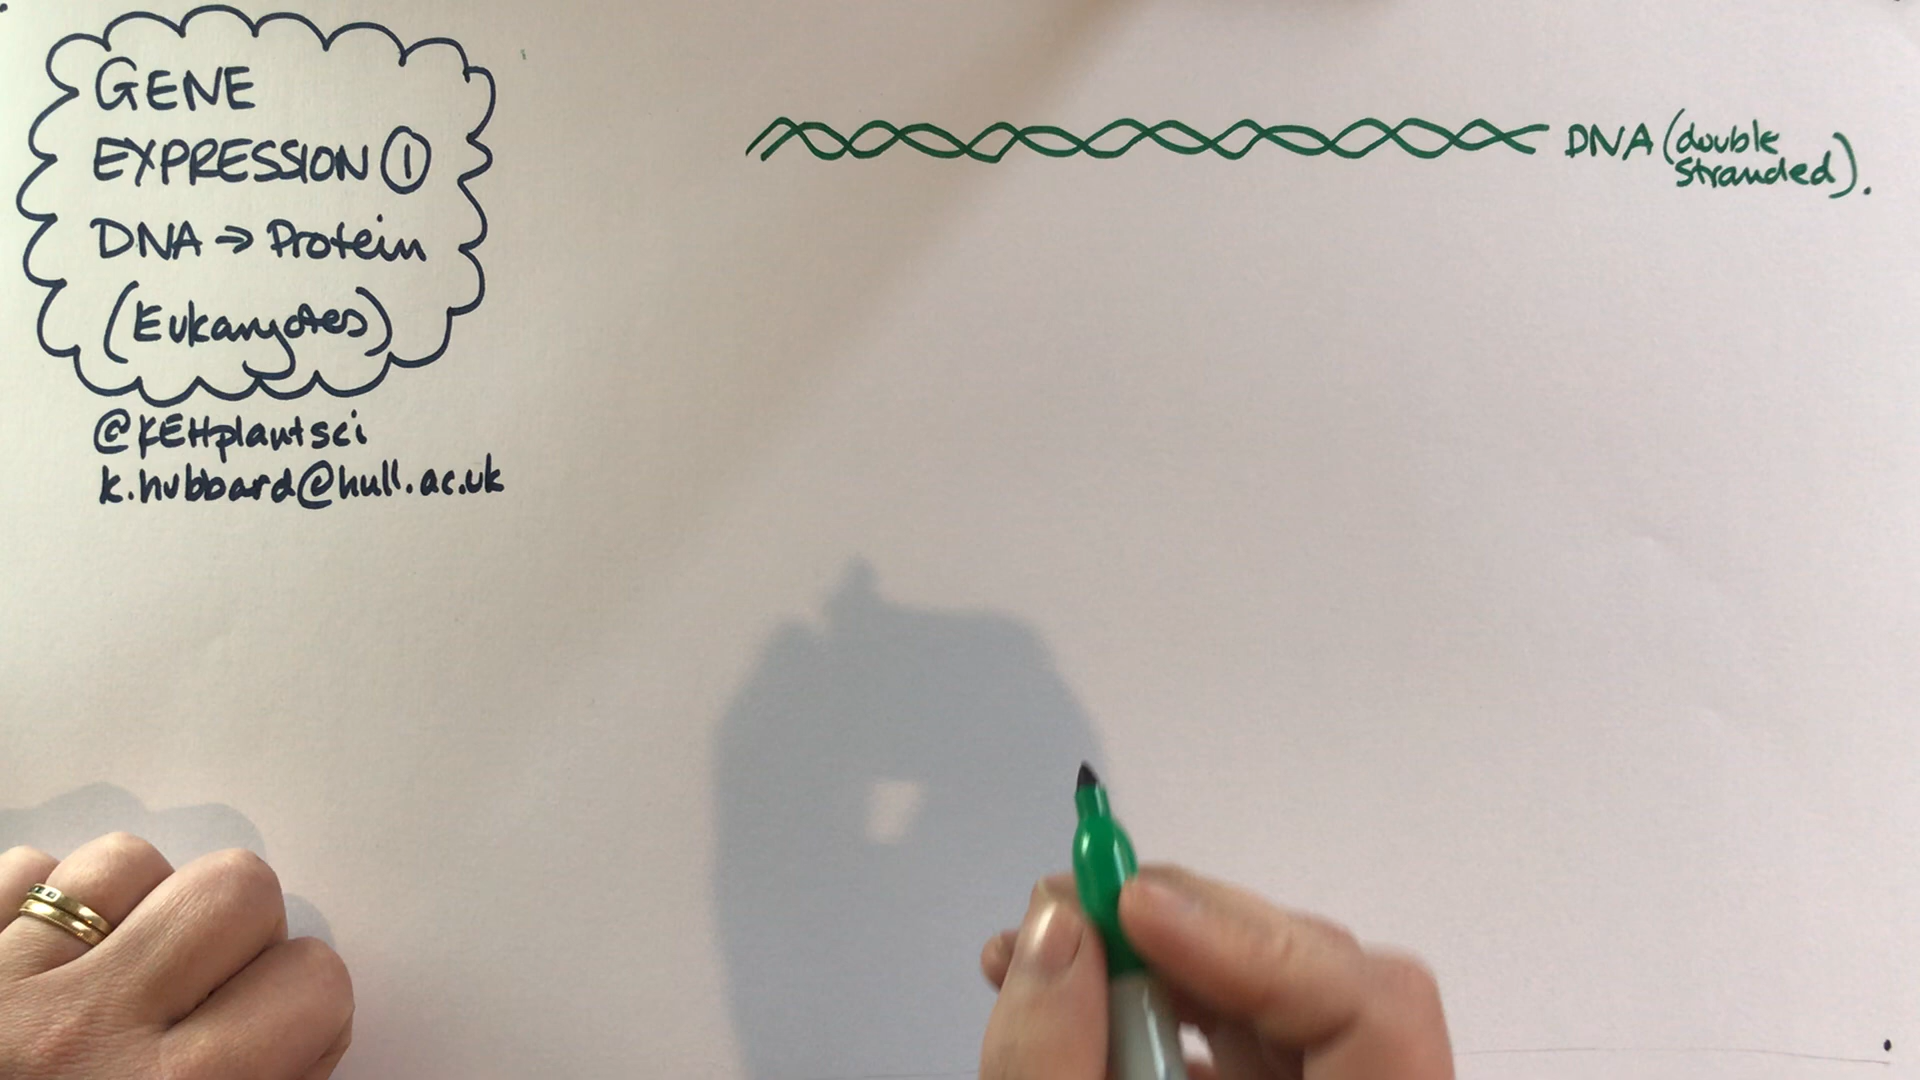 GENE
EXPRESSION ①
DNA → Protein
(Eukaryotes)
@KEHplantsci
k.hubbard@hull.ac.uk
DNA (double
stranded).